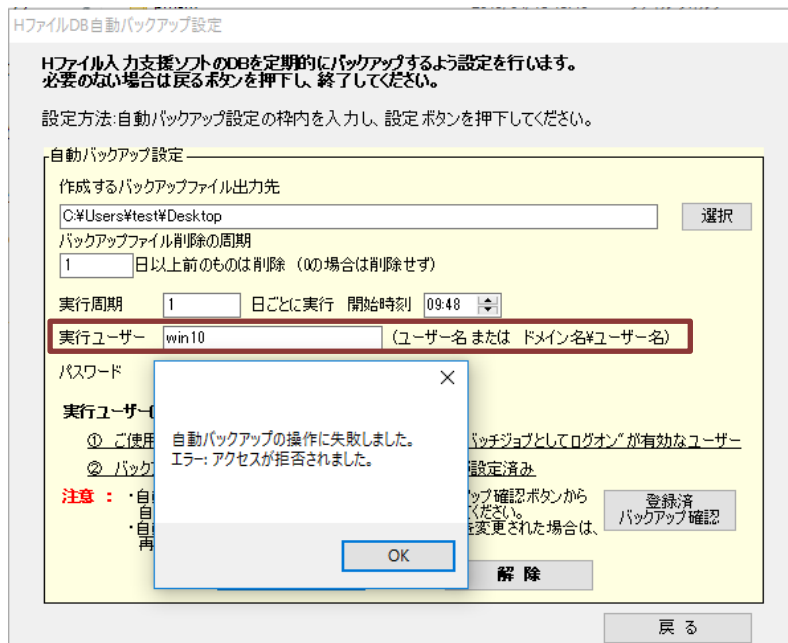 HファイルDB自動バックアップ設定
Hファイル入力支援ソフトのDBを定期的にバックアップするよう設定を行います。
必要のない場合は戻るボタンを押下し、終了してください。
設定方法:自動バックアップ設定の枠内を入力し、設定ボタンを押下してください。
自動バックアップ設定
作成するバックアップファイル出力先
C:¥Users¥test¥Desktop 選択
バックアップファイル削除の周期
1 日以上前のものは削除 (0の場合は削除せず)
実行周期 1 日ごとに実行 開始時刻 09:48
実行ユーザー win10 (ユーザー名 または ドメイン名¥ユーザー名)
パスワード
実行ユーザー
自動バックアップの操作に失敗しました。
エラー: アクセスが拒否されました。
OK
① ご使用 バッチジョブとしてログオン"が有効なユーザー
② バック 設定済み
注意 : ・自 アップ確認ボタンから
自 ください。
・自 を変更された場合は、
再
登録済
バックアップ確認
解 除
戻 る